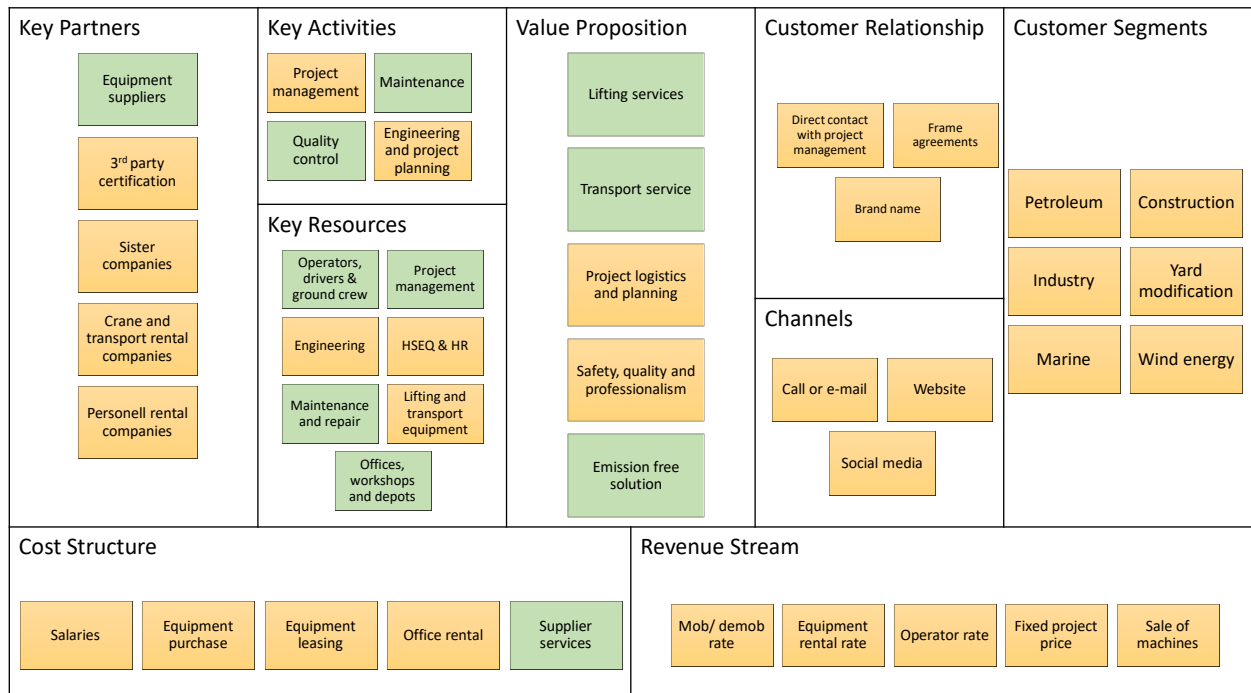 Key Partners
Equipment
suppliers
3rd party
certification
Sister
companies
Crane and
transport rental
companies
Personell rental
companies
Key Activities
Project
management
Maintenance
Quality
control
Engineering
and project
planning
Key Resources
Operators,
drivers &
ground crew
Project
management
Engineering
HSEQ & HR
Maintenance
and repair
Lifting and
transport
equipment
Offices,
workshops
and depots
Value Proposition
Lifting services
Transport service
Project logistics
and planning
Safety, quality and
professionalism
Emission free
solution
Customer Relationship
Direct contact
with project
management
Frame
agreements
Brand name
Channels
Call or e-mail
Website
Social media
Customer Segments
Petroleum
Construction
Industry
Yard
modification
Marine
Wind energy
Cost Structure
Salaries
Equipment
purchase
Equipment
leasing
Office rental
Supplier
services
Revenue Stream
Mob/ demob
rate
Equipment
rental rate
Operator rate
Fixed project
price
Sale of
machines